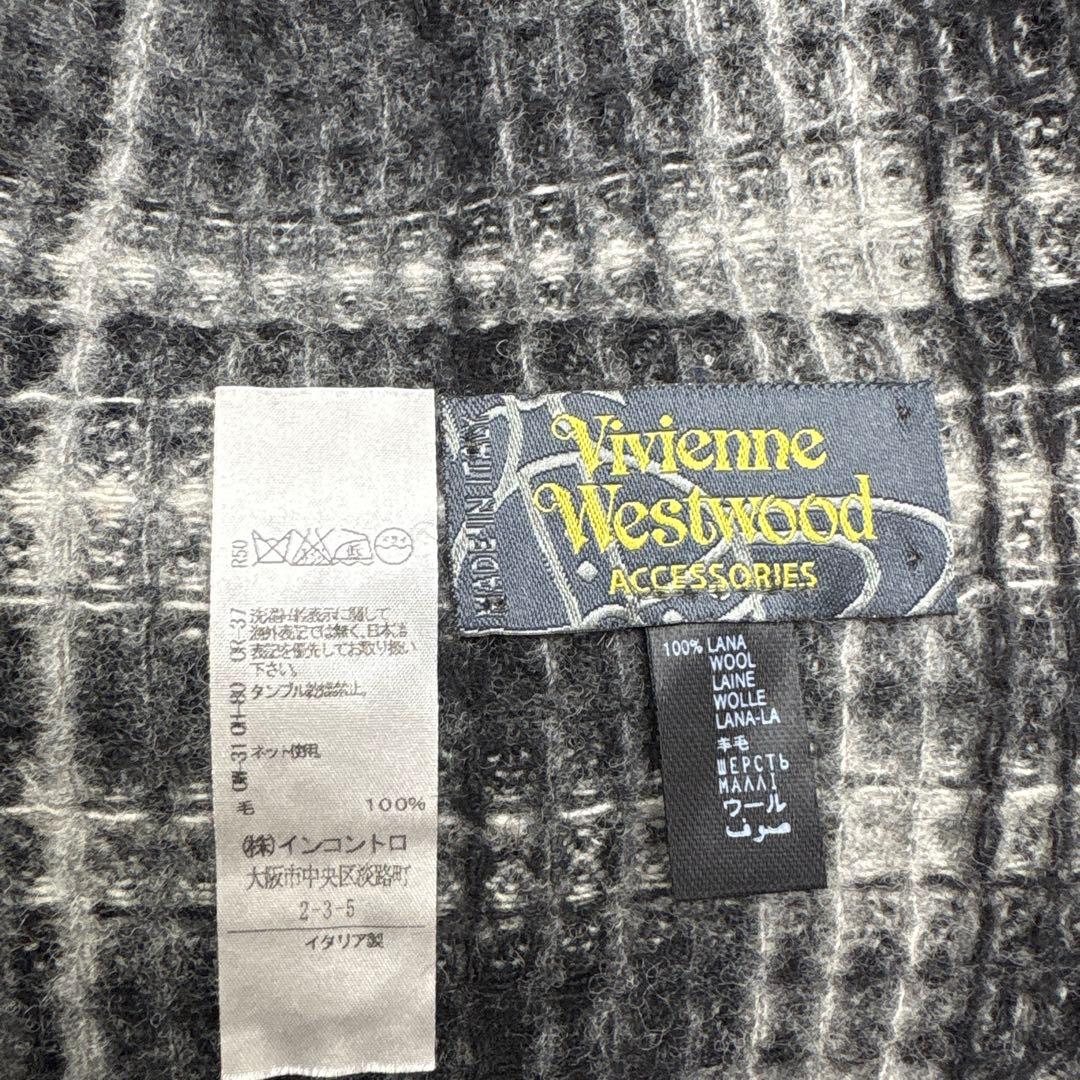 MADE IN ITALY
Vivienne
Westwood
ACCESSORIES
100% LANA
WOOL
LAINE
WOLLE
LANA-LA
羊毛
ШЕРСТЬ
ΜΑΛΛΙ
ウール
صوف
R50
洗濯絵表示に関して
海外表記では無く、日本語
表記を優先してお取り扱い
下さい。
タンブル乾燥禁止。
ネット使用
毛 100%
(株)インコントロ
大阪市中央区淡路町
2-3-5
イタリア製